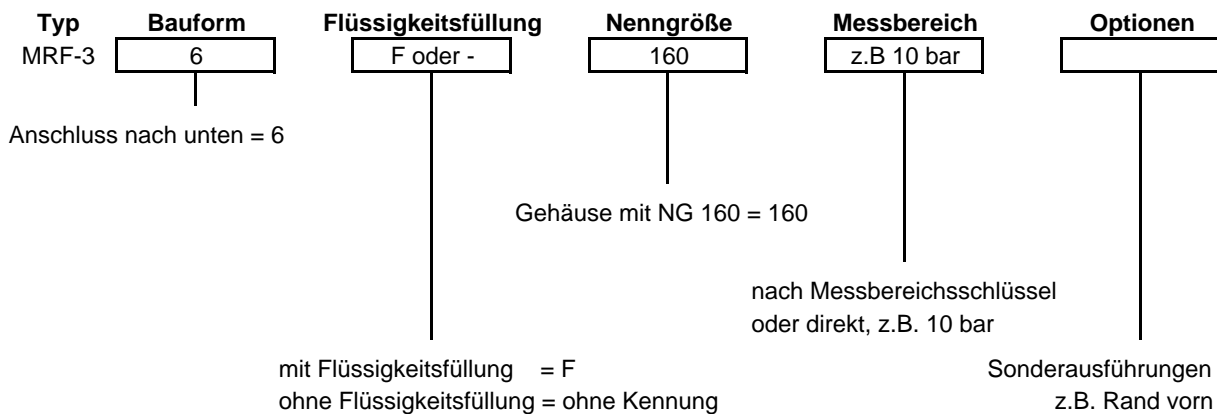 Typ Bauform Flüssigkeitsfüllung Nenngröße Messbereich Optionen
MRF-3 6 F oder - 160 z.B 10 bar
Anschluss nach unten = 6
Gehäuse mit NG 160 = 160
nach Messbereichsschlüssel
oder direkt, z.B. 10 bar
mit Flüssigkeitsfüllung = F
ohne Flüssigkeitsfüllung = ohne Kennung
Sonderausführungen
z.B. Rand vorn